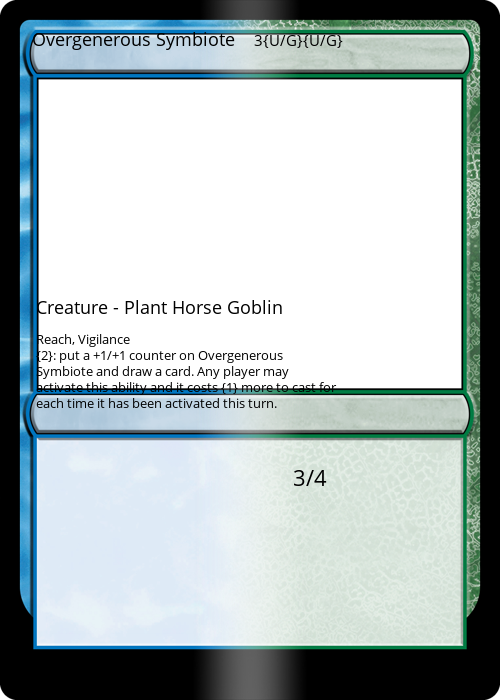 Overgenerous Symbiote 3{U/G}{U/G}
Creature - Plant Horse Goblin
Reach, Vigilance
{2}: put a +1/+1 counter on Overgenerous
Symbiote and draw a card. Any player may
activate this ability and it costs {1} more to cast for
each time it has been activated this turn.
3/4